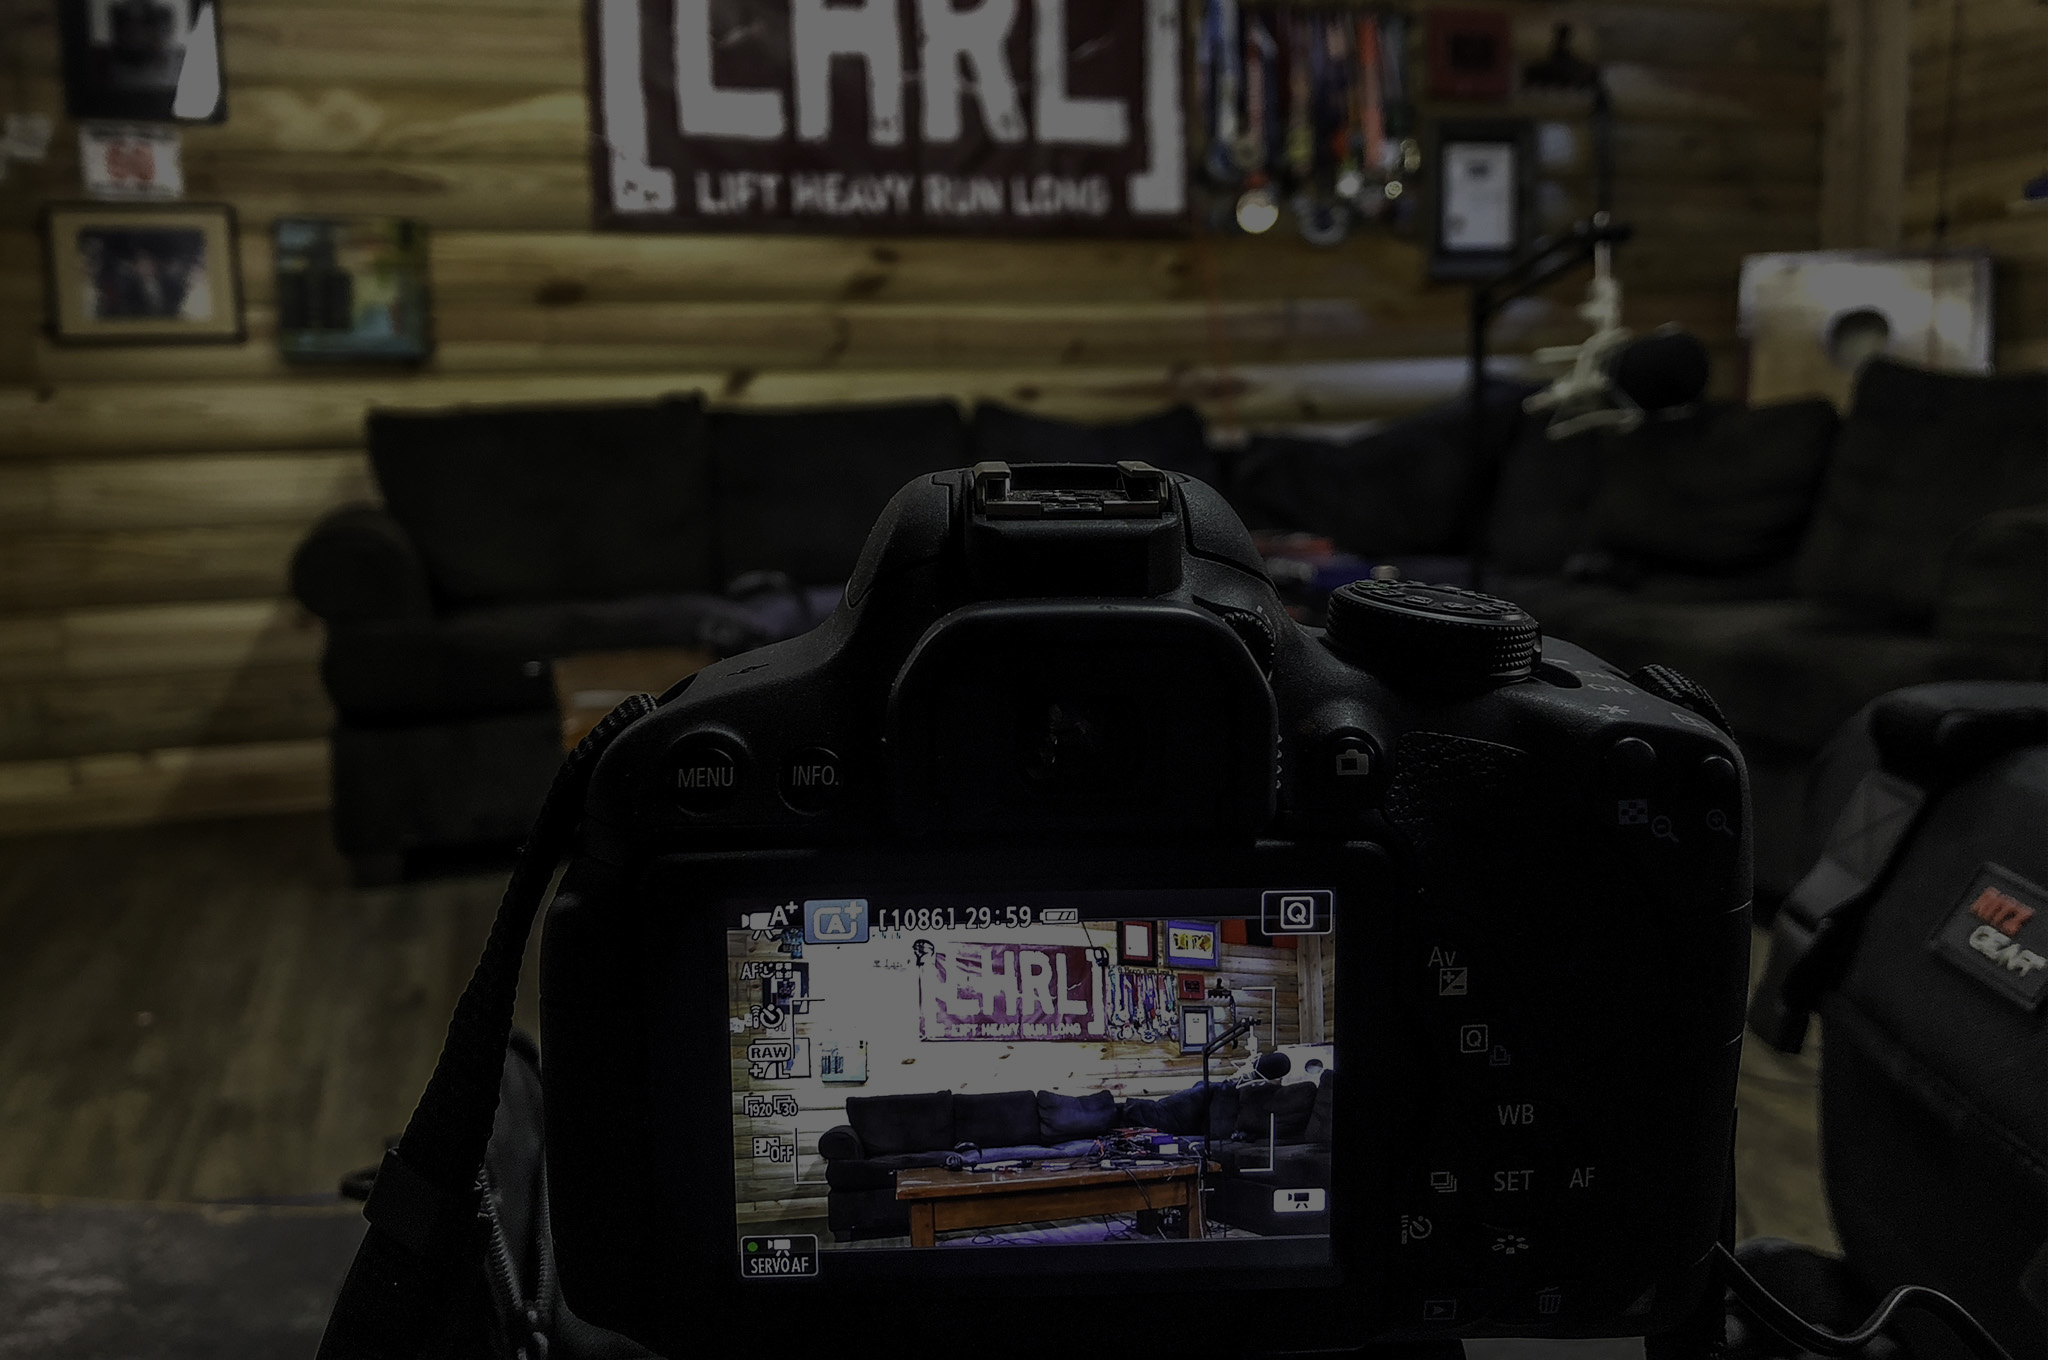 LHRL
LIFT HEAVY RUN LONG
MENU
INFO.
OFF
A+
A+
[1086] 29:59
Q
LHRL
LIFT HEAVY RUN LONG
AF
RAW
+L
1920 30
OFF
SERVO AF
Av
Q
WB
SET
AF